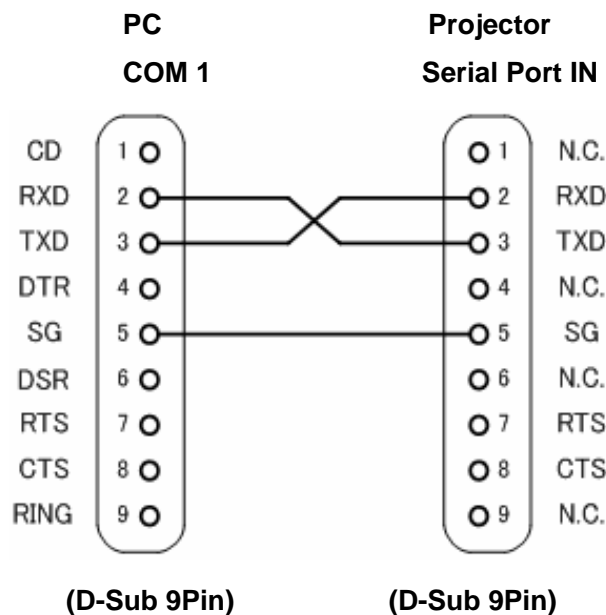 PC Projector
COM 1 Serial Port IN
CD 1 1 N.C.
RXD 2 2 RXD
TXD 3 3 TXD
DTR 4 4 N.C.
SG 5 5 SG
DSR 6 6 N.C.
RTS 7 7 RTS
CTS 8 8 CTS
RING 9 9 N.C.
(D-Sub 9Pin) (D-Sub 9Pin)